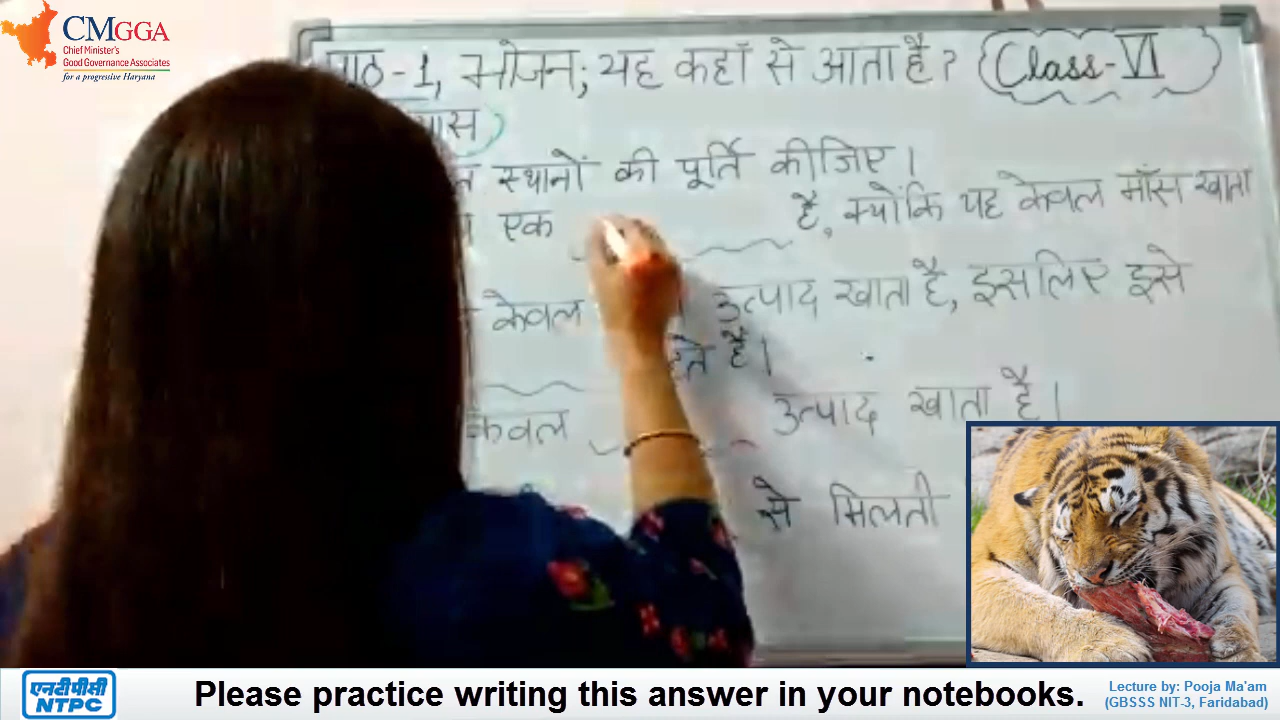 CMGGA
Chief Minister's
Good Governance Associates
for a progressive Haryana
पाठ-1, भोजन; यह कहाँ से आता है? Class-VI
स्थानों की पूर्ति कीजिए।
एक है, क्योंकि यह केवल माँस खाता
केवल उत्पाद खाता है, इसलिए इसे
हैं।
केवल उत्पाद खाता है।
से मिलती
एनटीपीसी
NTPC
Please practice writing this answer in your notebooks.
Lecture by: Pooja Ma'am
(GBSSS NIT-3, Faridabad)